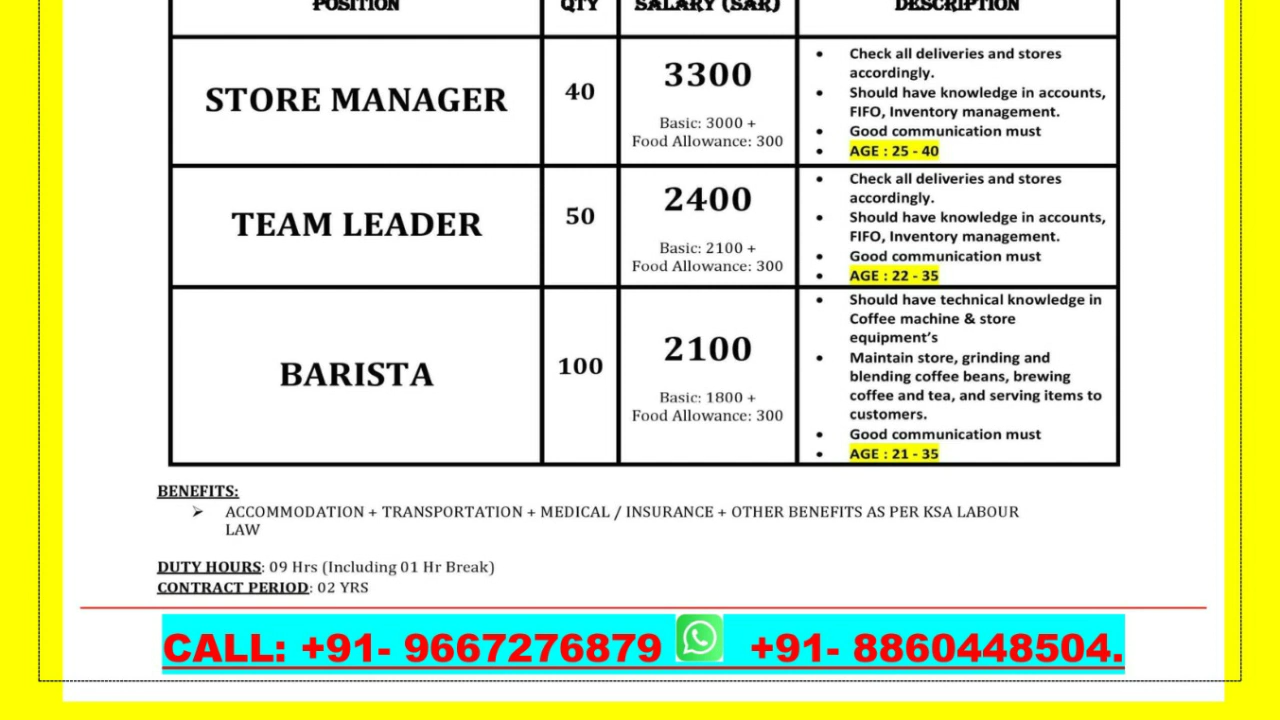 POSITION QTY SALARY (SAR) DESCRIPTION
STORE MANAGER
40
3300
Basic: 3000 +
Food Allowance: 300
• Check all deliveries and stores
accordingly.
• Should have knowledge in accounts,
FIFO, Inventory management.
• Good communication must
• AGE : 25 - 40
TEAM LEADER
50
2400
Basic: 2100 +
Food Allowance: 300
• Check all deliveries and stores
accordingly.
• Should have knowledge in accounts,
FIFO, Inventory management.
• Good communication must
• AGE : 22 - 35
BARISTA
100
2100
Basic: 1800 +
Food Allowance: 300
• Should have technical knowledge in
Coffee machine & store
equipment’s
• Maintain store, grinding and
blending coffee beans, brewing
coffee and tea, and serving items to
customers.
• Good communication must
• AGE : 21 - 35
BENEFITS:
➢ ACCOMMODATION + TRANSPORTATION + MEDICAL / INSURANCE + OTHER BENEFITS AS PER KSA LABOUR
LAW
DUTY HOURS: 09 Hrs (Including 01 Hr Break)
CONTRACT PERIOD: 02 YRS
CALL: +91- 9667276879 +91- 8860448504.